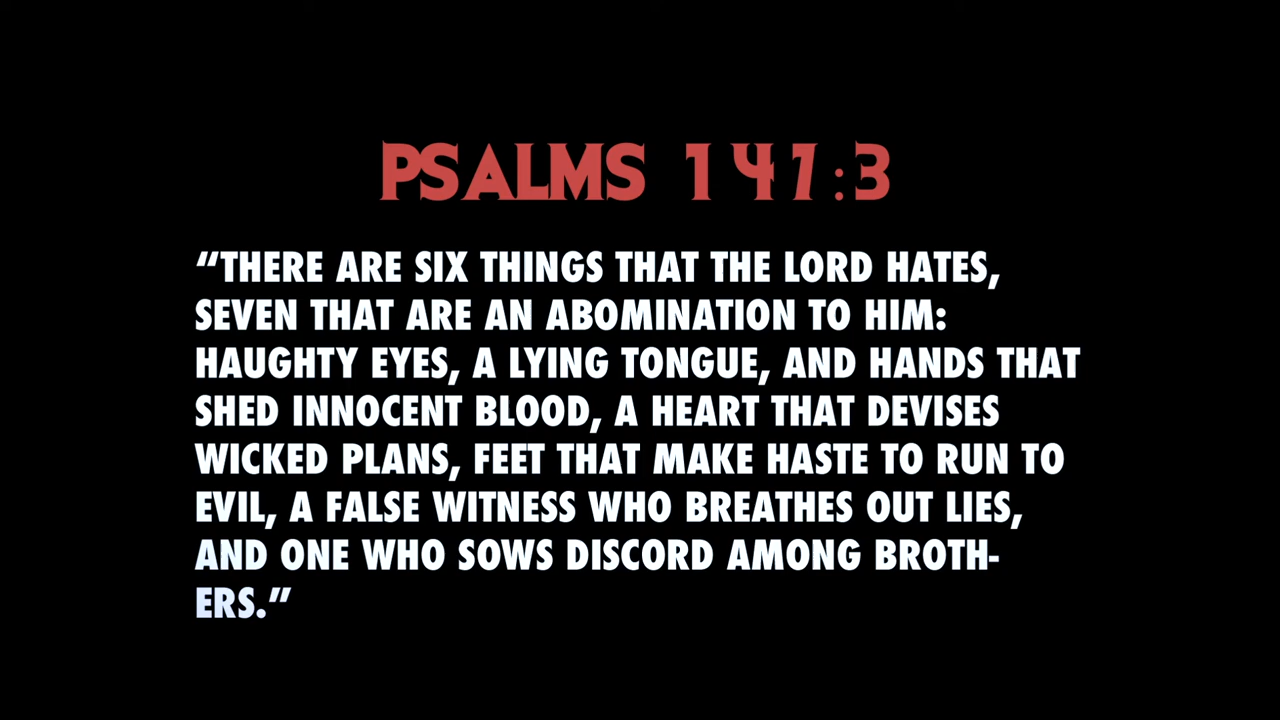 PSALMS 147:3
“THERE ARE SIX THINGS THAT THE LORD HATES,
SEVEN THAT ARE AN ABOMINATION TO HIM:
HAUGHTY EYES, A LYING TONGUE, AND HANDS THAT
SHED INNOCENT BLOOD, A HEART THAT DEVISES
WICKED PLANS, FEET THAT MAKE HASTE TO RUN TO
EVIL, A FALSE WITNESS WHO BREATHES OUT LIES,
AND ONE WHO SOWS DISCORD AMONG BROTH-
ERS.”